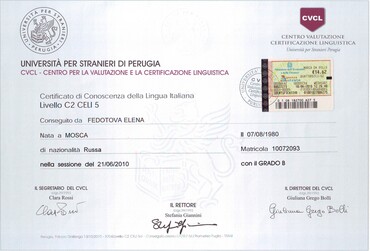 CVCL
CENTRO VALUTAZIONE
CERTIFICAZIONE LINGUISTICA
Università per Stranieri di Perugia
UNIVERSITÀ PER STRANIERI DI PERUGIA
CVCL - CENTRO PER LA VALUTAZIONE E LA CERTIFICAZIONE LINGUISTICA
Certificato di Conoscenza della Lingua Italiana
Livello C2 CELI 5
Conseguito da FEDOTOVA ELENA
Nata a MOSCA Il 07/08/1980
di nazionalità Russa Matricola 10072093
nella sessione del 21/06/2010 con il GRADO B
IL SEGRETARIO DEL CVCL
Clara Rossi
IL RETTORE
Stefania Giannini
IL DIRETTORE DEL CVCL
Giuliana Grego Bolli
€14,62